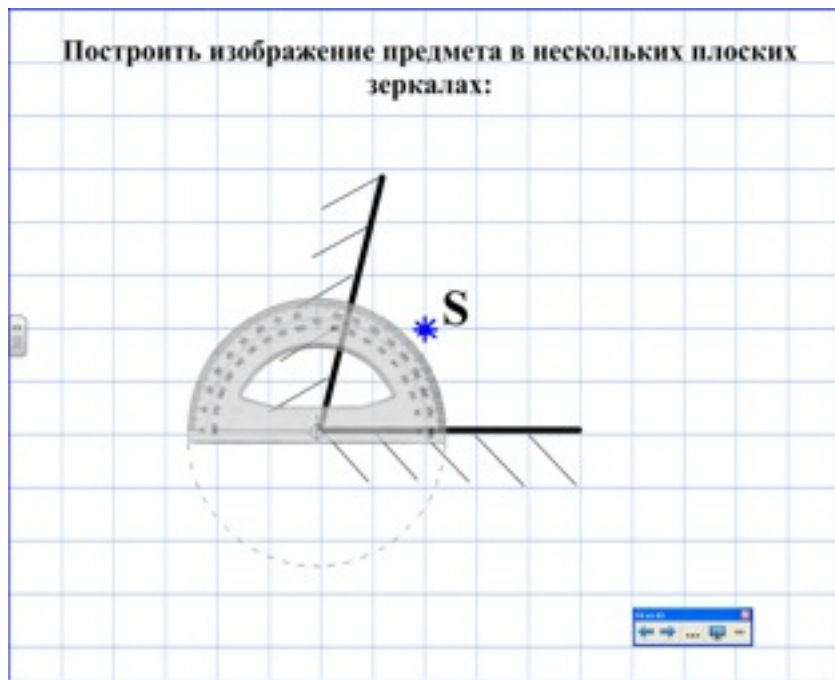 Построить изображение предмета в нескольких плоских
зеркалах:
S